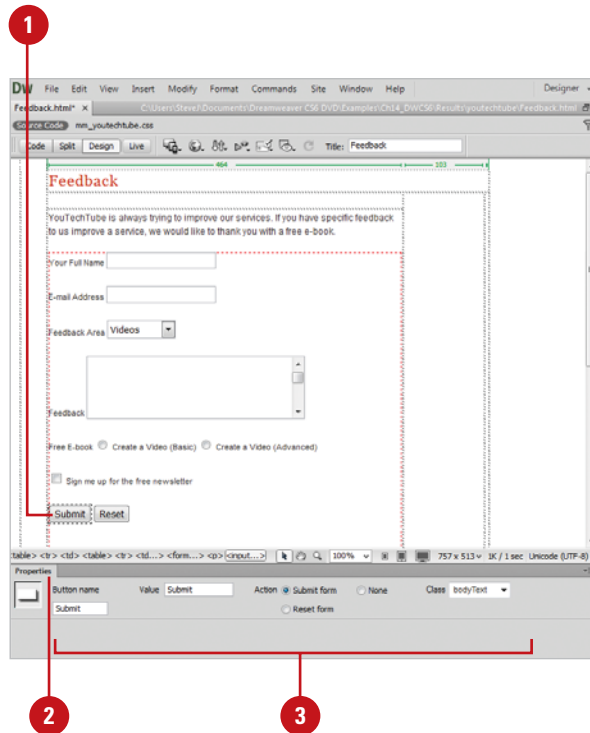 1
DW File Edit View Insert Modify Format Commands Site Window Help Designer
Feedback.html* × C:\Users\SteveJ\Documents\Dreamweaver CS6 DVD\Examples\Ch14_DWCS6\Results\youtechtube\Feedback.html
Source Code mm_youtechtube.css
Code Split Design Live Title: Feedback
464 103
Feedback
YouTechTube is always trying to improve our services. If you have specific feedback
to us improve a service, we would like to thank you with a free e-book.
Your Full Name
E-mail Address
Feedback Area Videos
Feedback
Free E-book Create a Video (Basic) Create a Video (Advanced)
Sign me up for the free newsletter
Submit Reset
table> <tr> <td> <table> <tr> <td...> <form...> <p> <input...> 100% 757 x 513 1K / 1 sec Unicode (UTF-8)
Properties
Button name Value Submit Action Submit form None Class bodyText
Submit Reset form
2 3